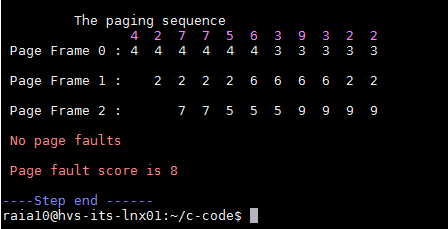 The paging sequence
4 2 7 7 5 6 3 9 3 2 2
Page Frame 0 : 4 4 4 4 4 4 3 3 3 3 3
Page Frame 1 : 2 2 2 2 6 6 6 6 2 2
Page Frame 2 : 7 7 5 5 5 9 9 9 9
No page faults
Page fault score is 8
----Step end ------
raia10@hvs-its-lnx01:~/c-code$